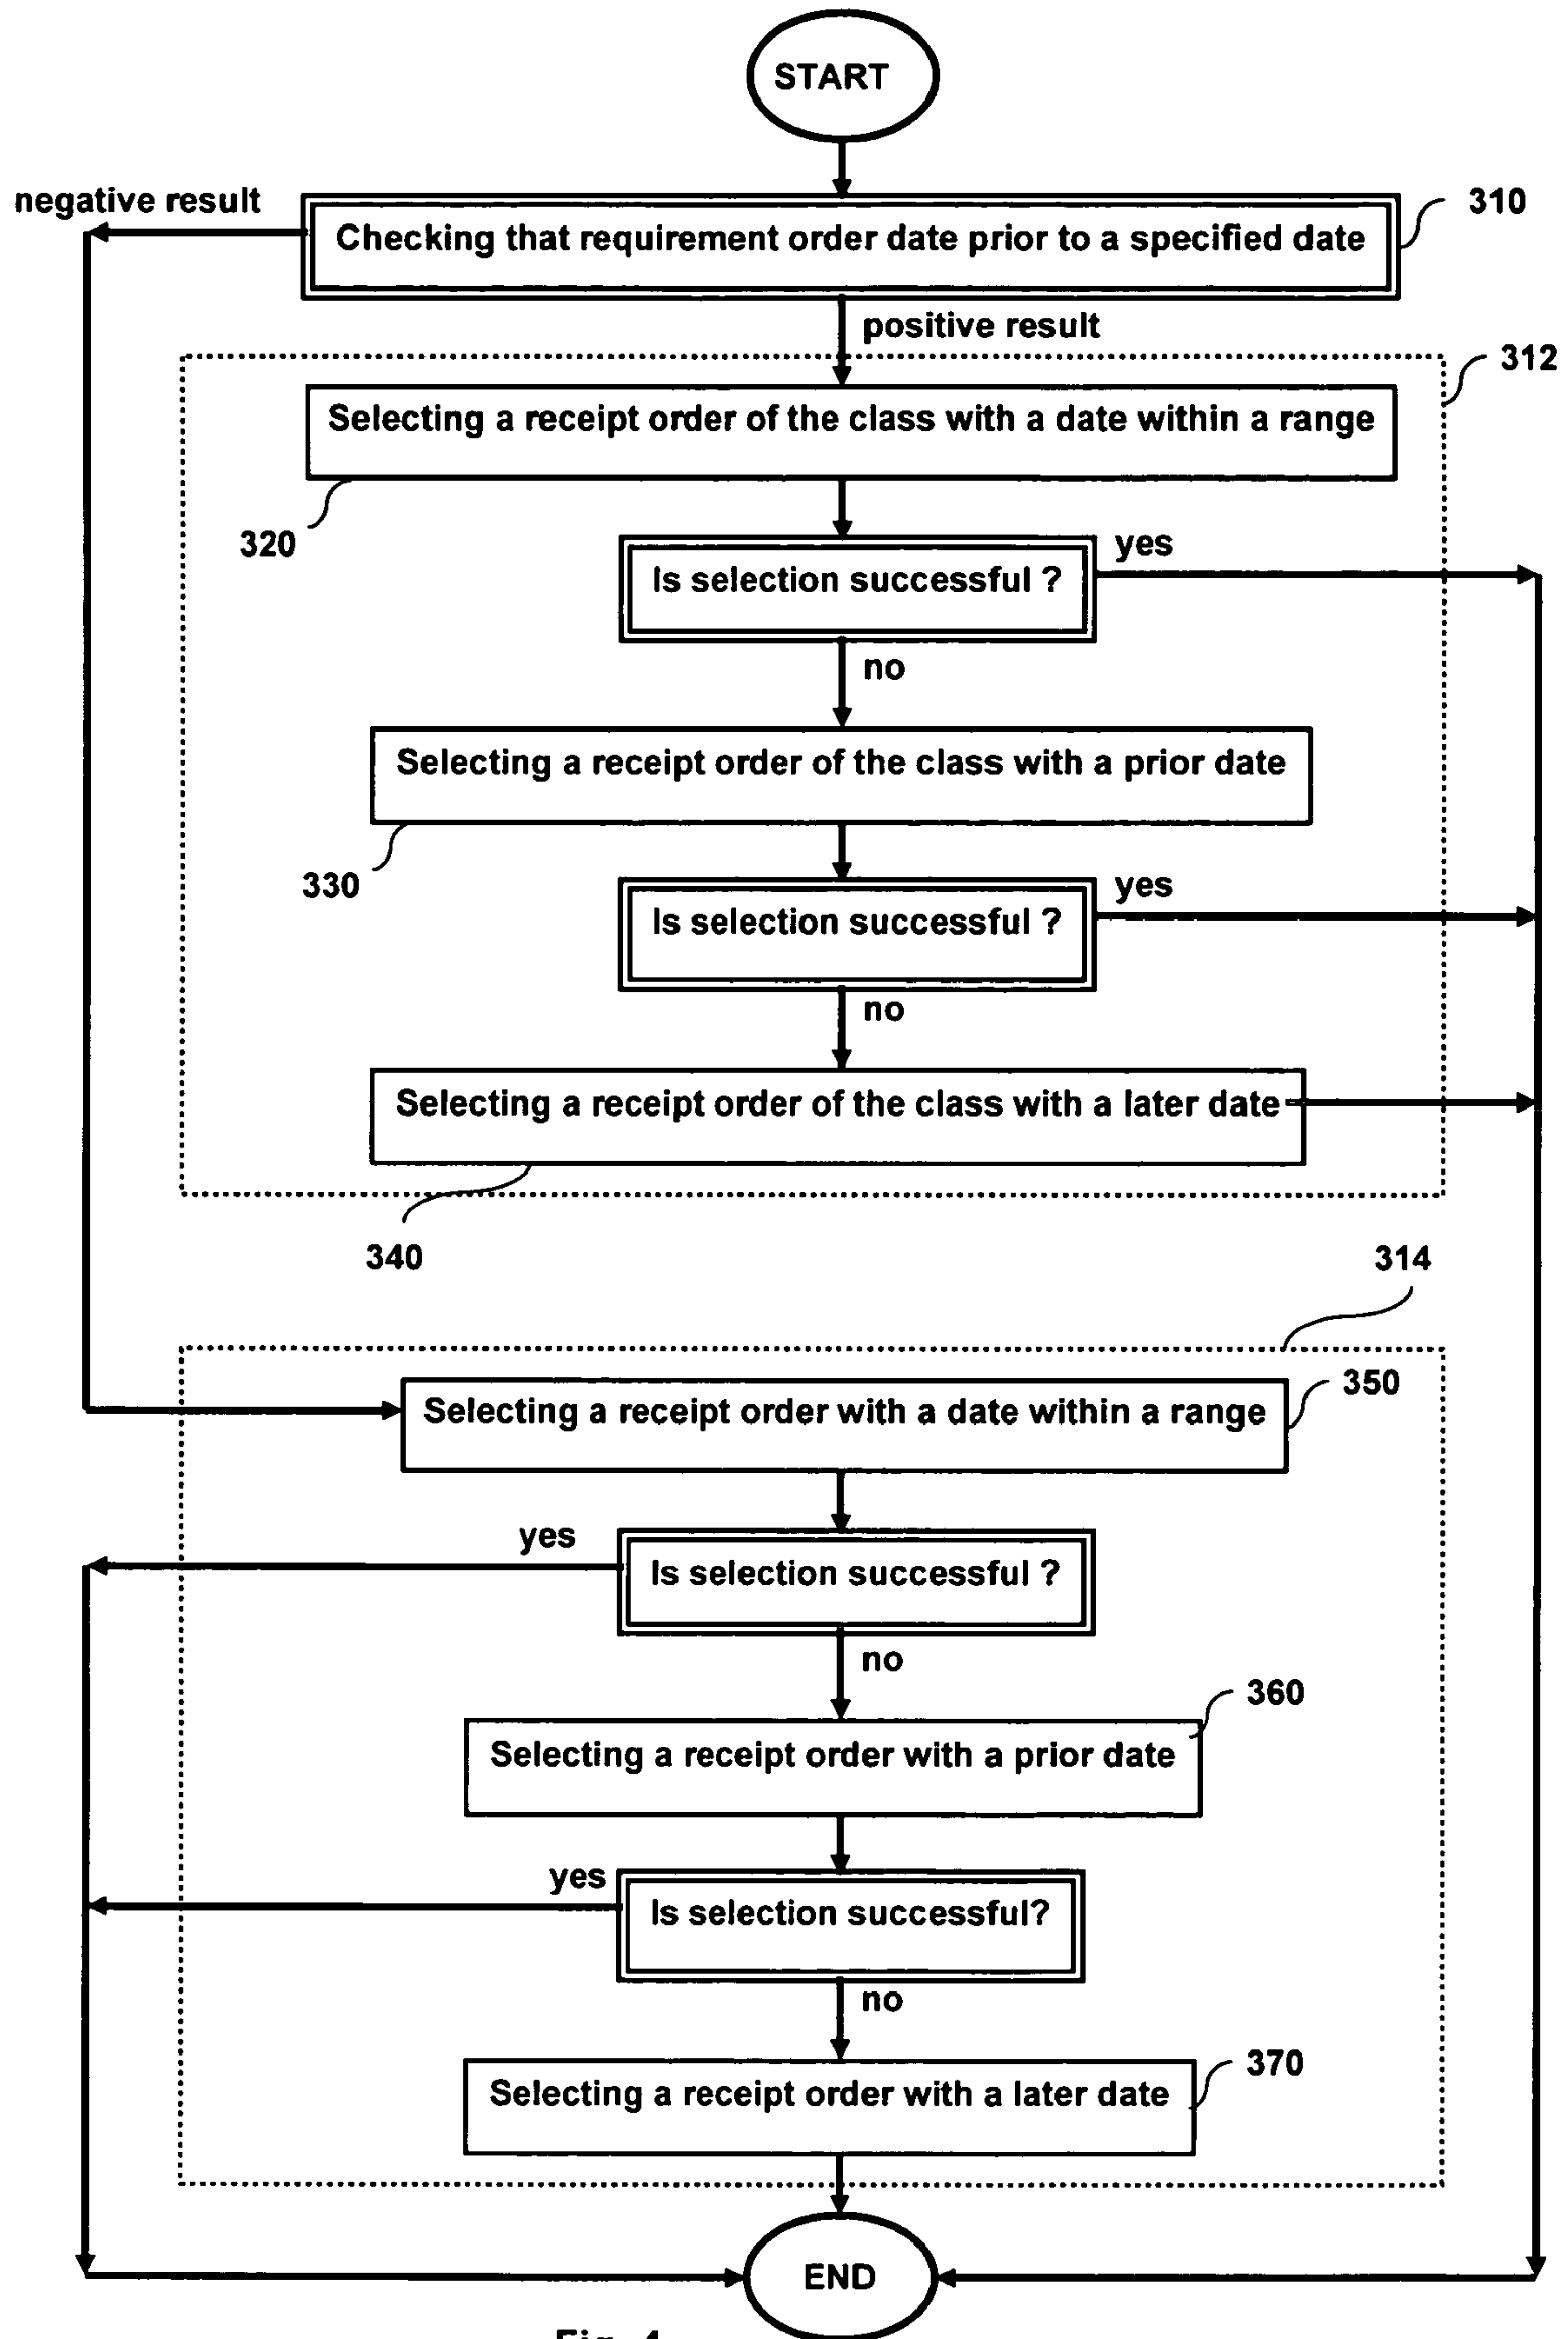 START
negative result
310
Checking that requirement order date prior to a specified date
positive result
312
Selecting a receipt order of the class with a date within a range
320
yes
Is selection successful ?
no
Selecting a receipt order of the class with a prior date
330
yes
Is selection successful ?
no
Selecting a receipt order of the class with a later date
340
314
350
Selecting a receipt order with a date within a range
yes
Is selection successful ?
no
360
Selecting a receipt order with a prior date
yes
Is selection successful?
no
370
Selecting a receipt order with a later date
END